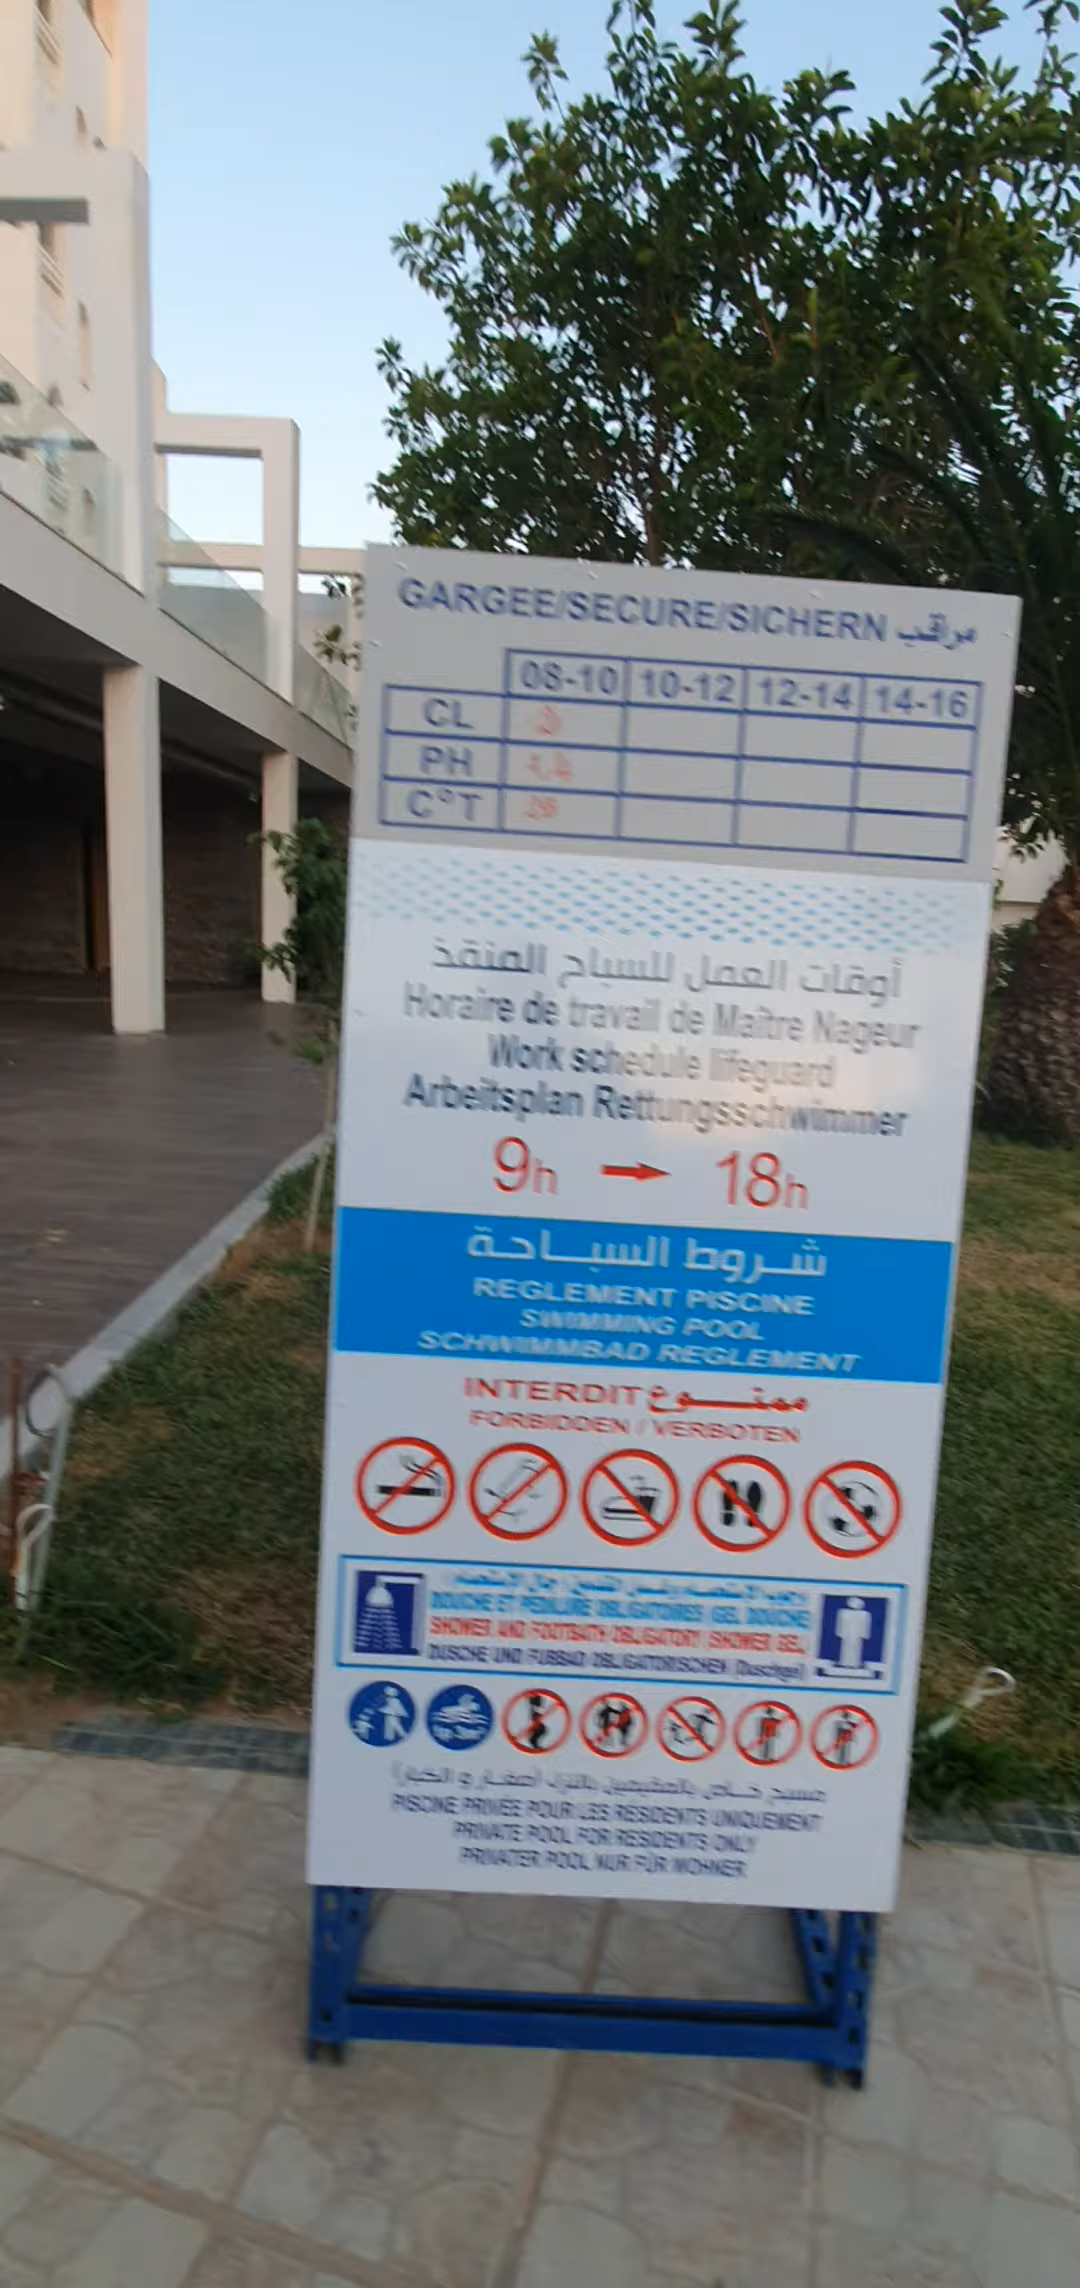 GARGEE/SECURE/SICHERN مراقب
08-10 10-12 12-14 14-16
CL
PH
C°T
أوقات العمل للسباح المنقذ
Horaire de travail de Maître Nageur
Work schedule lifeguard
Arbeitsplan Rettungsschwimmer
9h → 18h
شروط السباحة
REGLEMENT PISCINE
SWIMMING POOL
SCHWIMMBAD REGLEMENT
INTERDIT ممنوع
FORBIDDEN / VERBOTEN
DOUCHE ET PEDILUVE OBLIGATOIRES (GEL DOUCHE)
SHOWER AND FOOTBATH OBLIGATORY (SHOWER GEL)
DUSCHE UND FUBBAD OBLIGATORISCHEN (Duschgel)
PISCINE PRIVÉE POUR LES RESIDENTS UNIQUEMENT
PRIVATE POOL FOR RESIDENTS ONLY
PRIVATER POOL NUR FÜR WOHNER